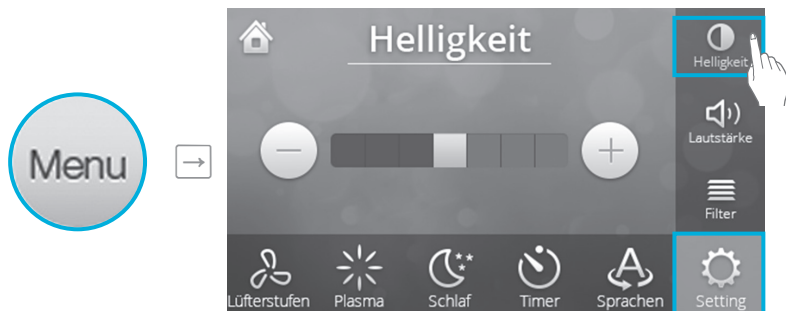 Menu
Helligkeit
Helligkeit
Lautstärke
Filter
Lüfterstufen Plasma Schlaf Timer Sprachen Setting